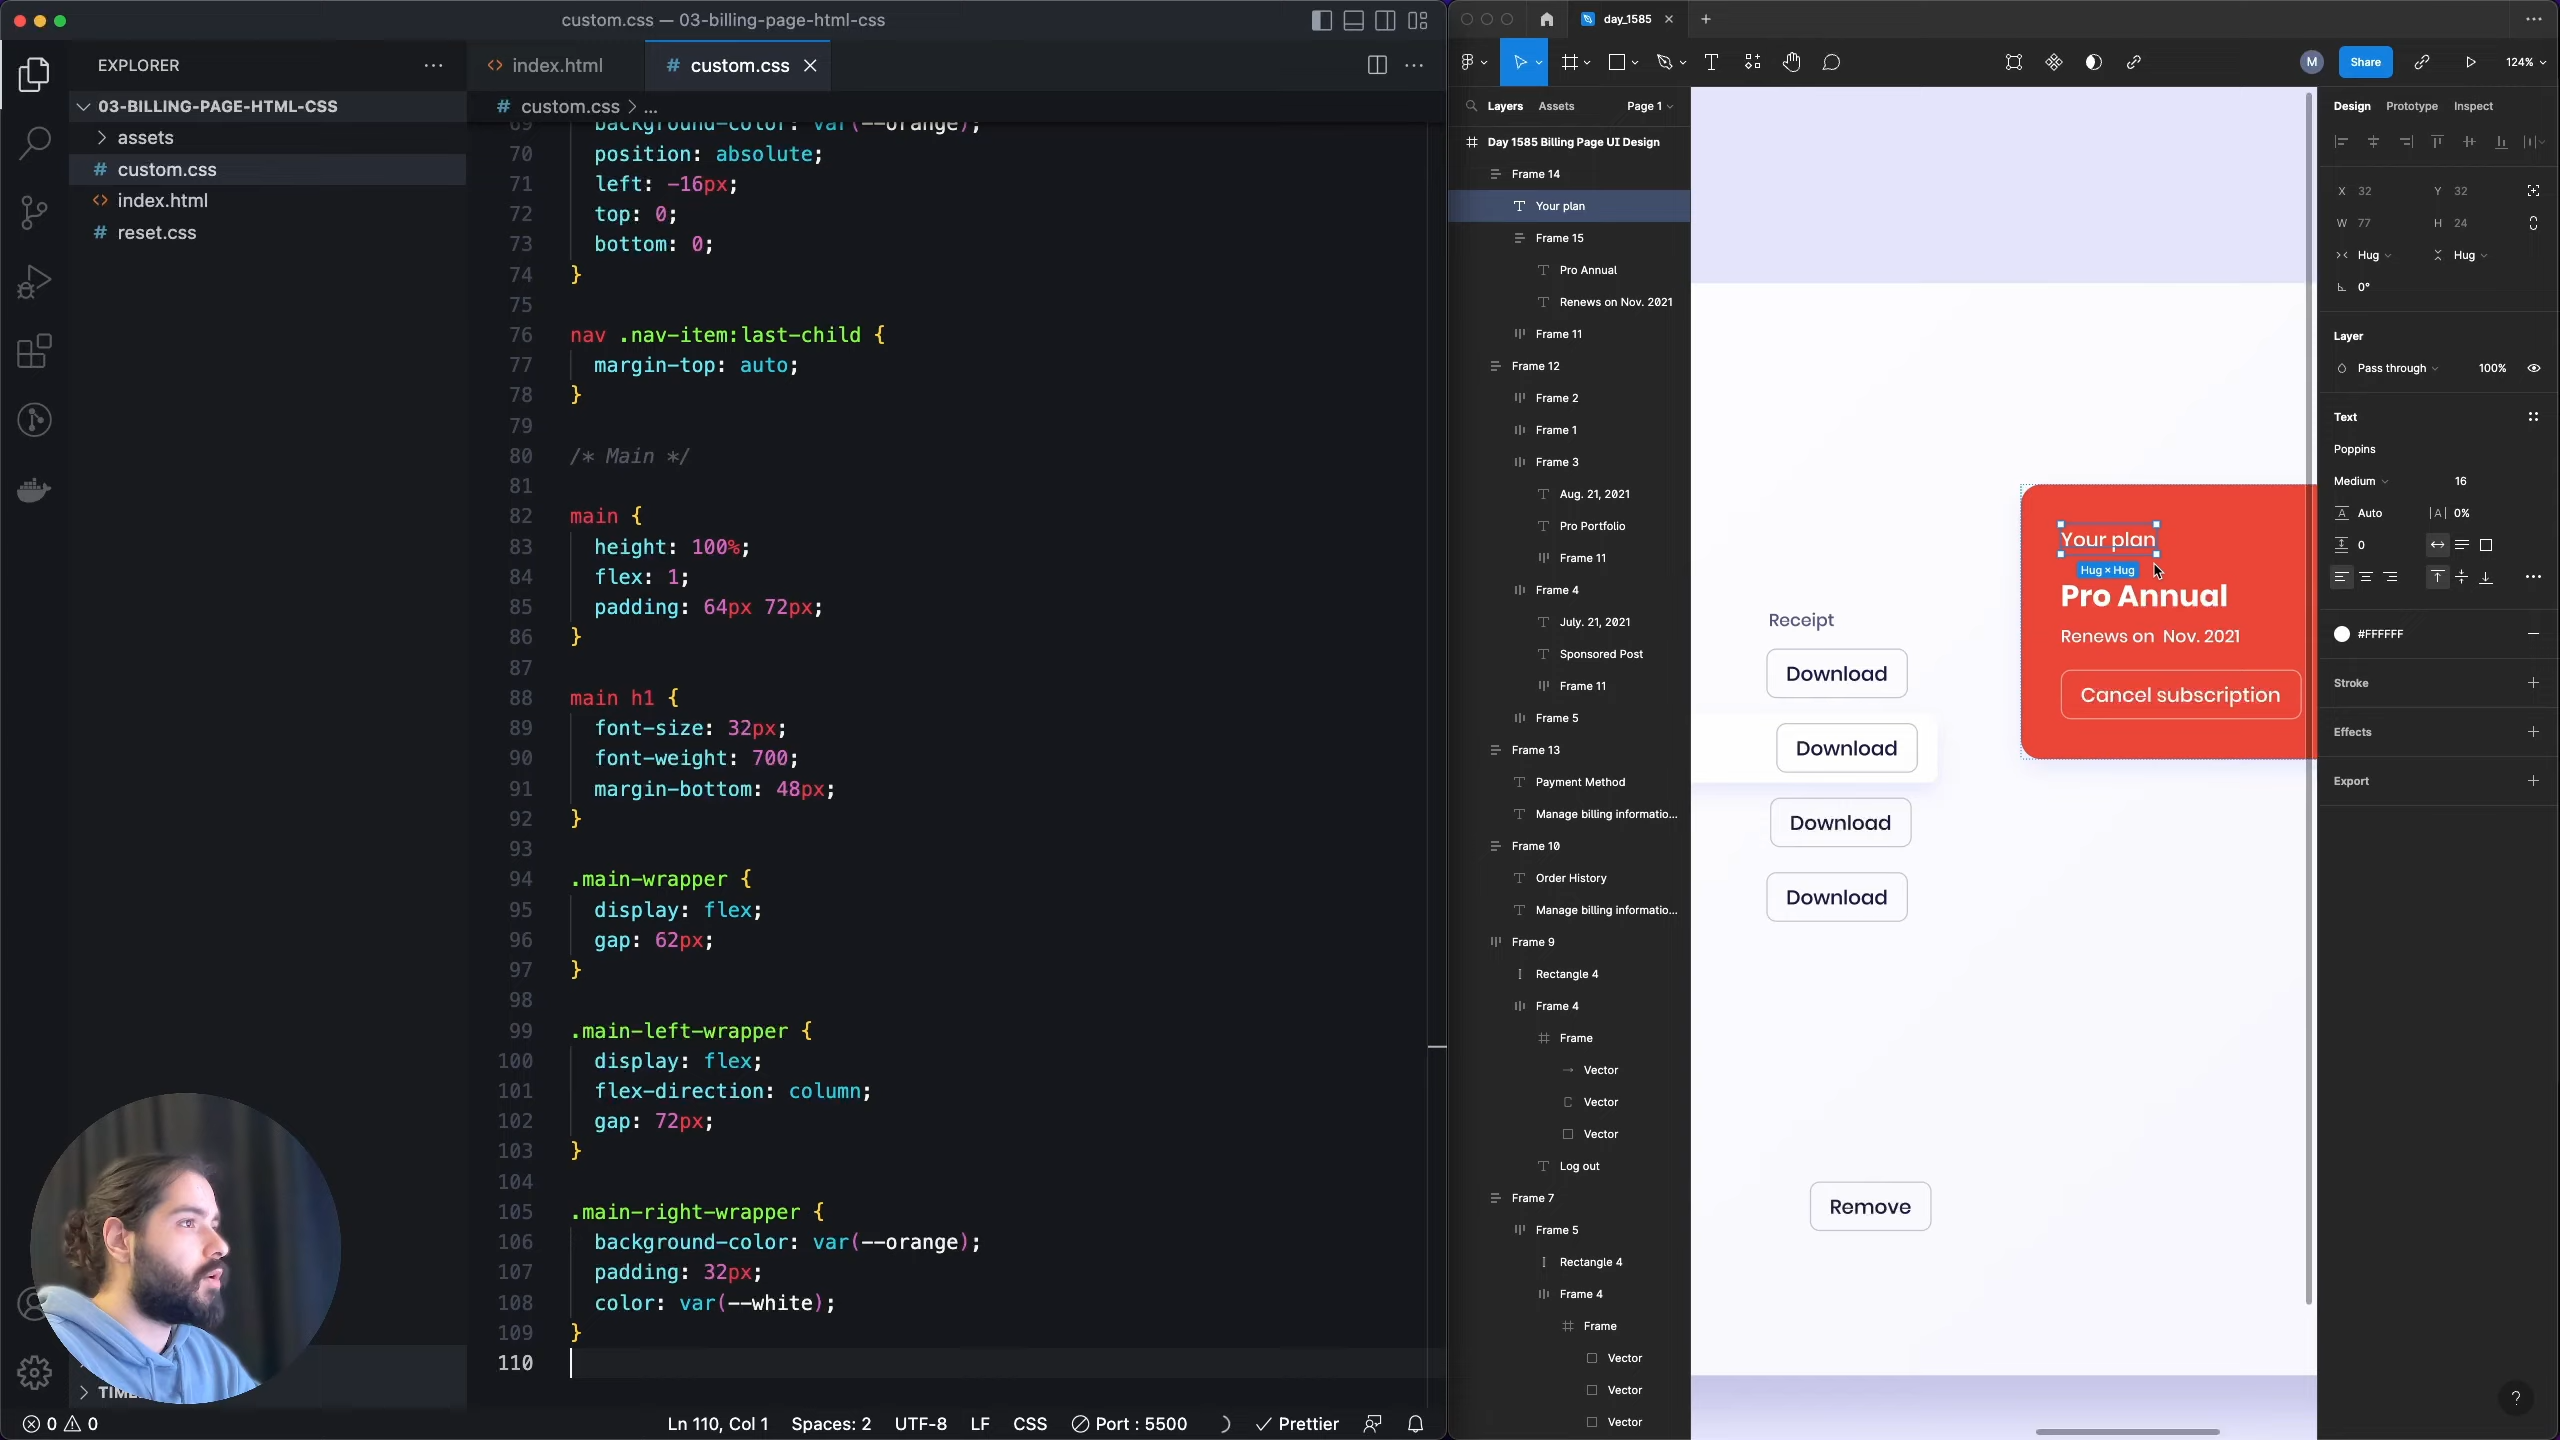 custom.css — 03-billing-page-html-css
EXPLORER
03-BILLING-PAGE-HTML-CSS
assets
# custom.css
<> index.html
# reset.css
<> index.html
# custom.css
# custom.css > ...
69 background-color: var(--orange);
70 position: absolute;
71 left: -16px;
72 top: 0;
73 bottom: 0;
74 }
75
76 nav .nav-item:last-child {
77 margin-top: auto;
78 }
79
80 /* Main */
81
82 main {
83 height: 100%;
84 flex: 1;
85 padding: 64px 72px;
86 }
87
88 main h1 {
89 font-size: 32px;
90 font-weight: 700;
91 margin-bottom: 48px;
92 }
93
94 .main-wrapper {
95 display: flex;
96 gap: 62px;
97 }
98
99 .main-left-wrapper {
100 display: flex;
101 flex-direction: column;
102 gap: 72px;
103 }
104
105 .main-right-wrapper {
106 background-color: var(--orange);
107 padding: 32px;
108 color: var(--white);
109 }
110
0 0
Ln 110, Col 1
Spaces: 2
UTF-8
LF
CSS
Port : 5500
Prettier
day_1585
M
Share
124%
Layers
Assets
Page 1
Day 1585 Billing Page UI Design
Frame 14
Your plan
Frame 15
Pro Annual
Renews on Nov. 2021
Frame 11
Frame 12
Frame 2
Frame 1
Frame 3
Aug. 21, 2021
Pro Portfolio
Frame 11
Frame 4
July. 21, 2021
Sponsored Post
Frame 11
Frame 5
Frame 13
Payment Method
Manage billing informatio...
Frame 10
Order History
Manage billing informatio...
Frame 9
Rectangle 4
Frame 4
Frame
Vector
Vector
Vector
Log out
Frame 7
Frame 5
Rectangle 4
Frame 4
Frame
Vector
Vector
Vector
Receipt
Download
Download
Download
Download
Remove
Your plan
Hug × Hug
Pro Annual
Renews on Nov. 2021
Cancel subscription
Design
Prototype
Inspect
X 32
Y 32
W 77
H 24
Hug
Hug
0°
Layer
Pass through
100%
Text
Poppins
Medium
16
Auto
0%
0
#FFFFFF
Stroke
Effects
Export
?